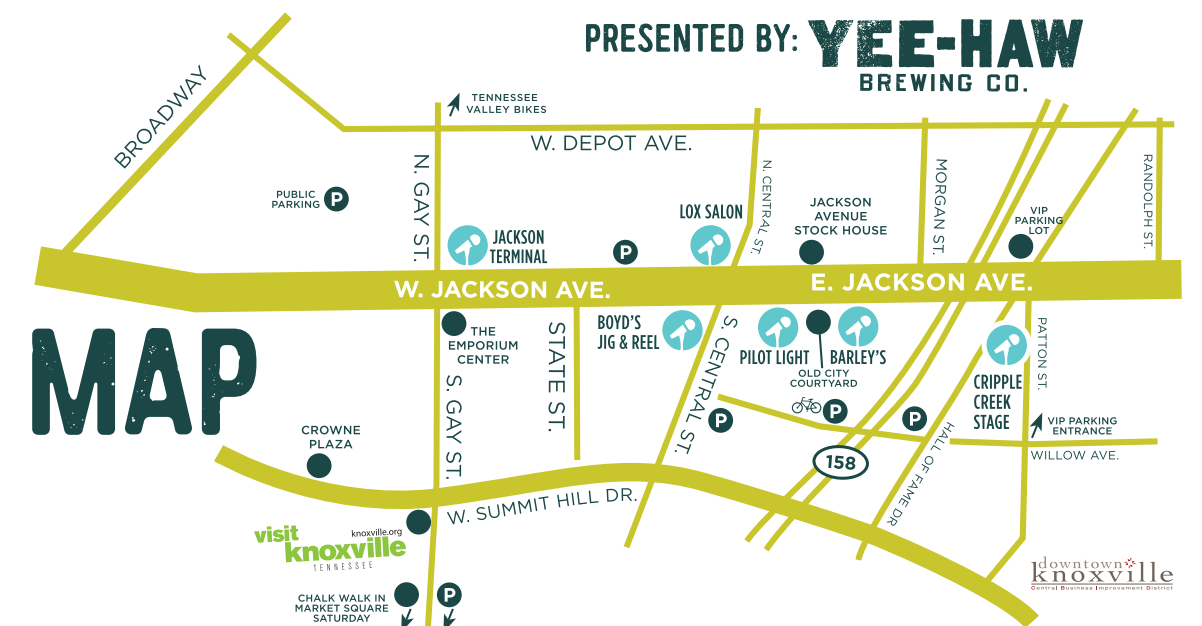 PRESENTED BY: YEE-HAW
BREWING CO.
BROADWAY
TENNESSEE
VALLEY BIKES
W. DEPOT AVE.
N. GAY ST.
N. CENTRAL ST.
MORGAN ST.
RANDOLPH ST.
PUBLIC
PARKING
P
JACKSON
TERMINAL
P
LOX SALON
JACKSON
AVENUE
STOCK HOUSE
VIP
PARKING
LOT
W. JACKSON AVE.
E. JACKSON AVE.
MAP
THE
EMPORIUM
CENTER
STATE ST.
BOYD'S
JIG & REEL
S. CENTRAL ST.
PILOT LIGHT
BARLEY'S
OLD CITY
COURTYARD
P
P
P
CRIPPLE
CREEK
STAGE
PATTON ST.
VIP PARKING
ENTRANCE
WILLOW AVE.
HALL OF FAME DR
158
S. GAY ST.
CROWNE
PLAZA
W. SUMMIT HILL DR.
visit
knoxville.org
knoxville
TENNESSEE
CHALK WALK IN
MARKET SQUARE
SATURDAY
P
downtown
knoxville
Central Business Improvement District